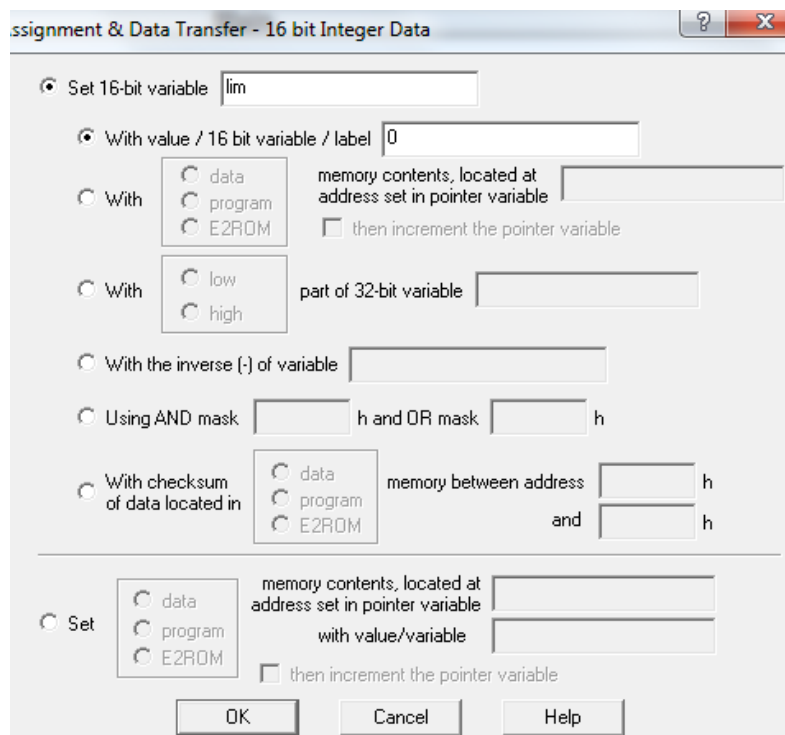 ssignment & Data Transfer - 16 bit Integer Data
Set 16-bit variable lim
With value / 16 bit variable / label 0
With
data
program
E2ROM
memory contents, located at
address set in pointer variable
then increment the pointer variable
With
low
high
part of 32-bit variable
With the inverse (-) of variable
Using AND mask h and OR mask h
With checksum
of data located in
data
program
E2ROM
memory between address h
and h
Set
data
program
E2ROM
memory contents, located at
address set in pointer variable
with value/variable
then increment the pointer variable
OK Cancel Help